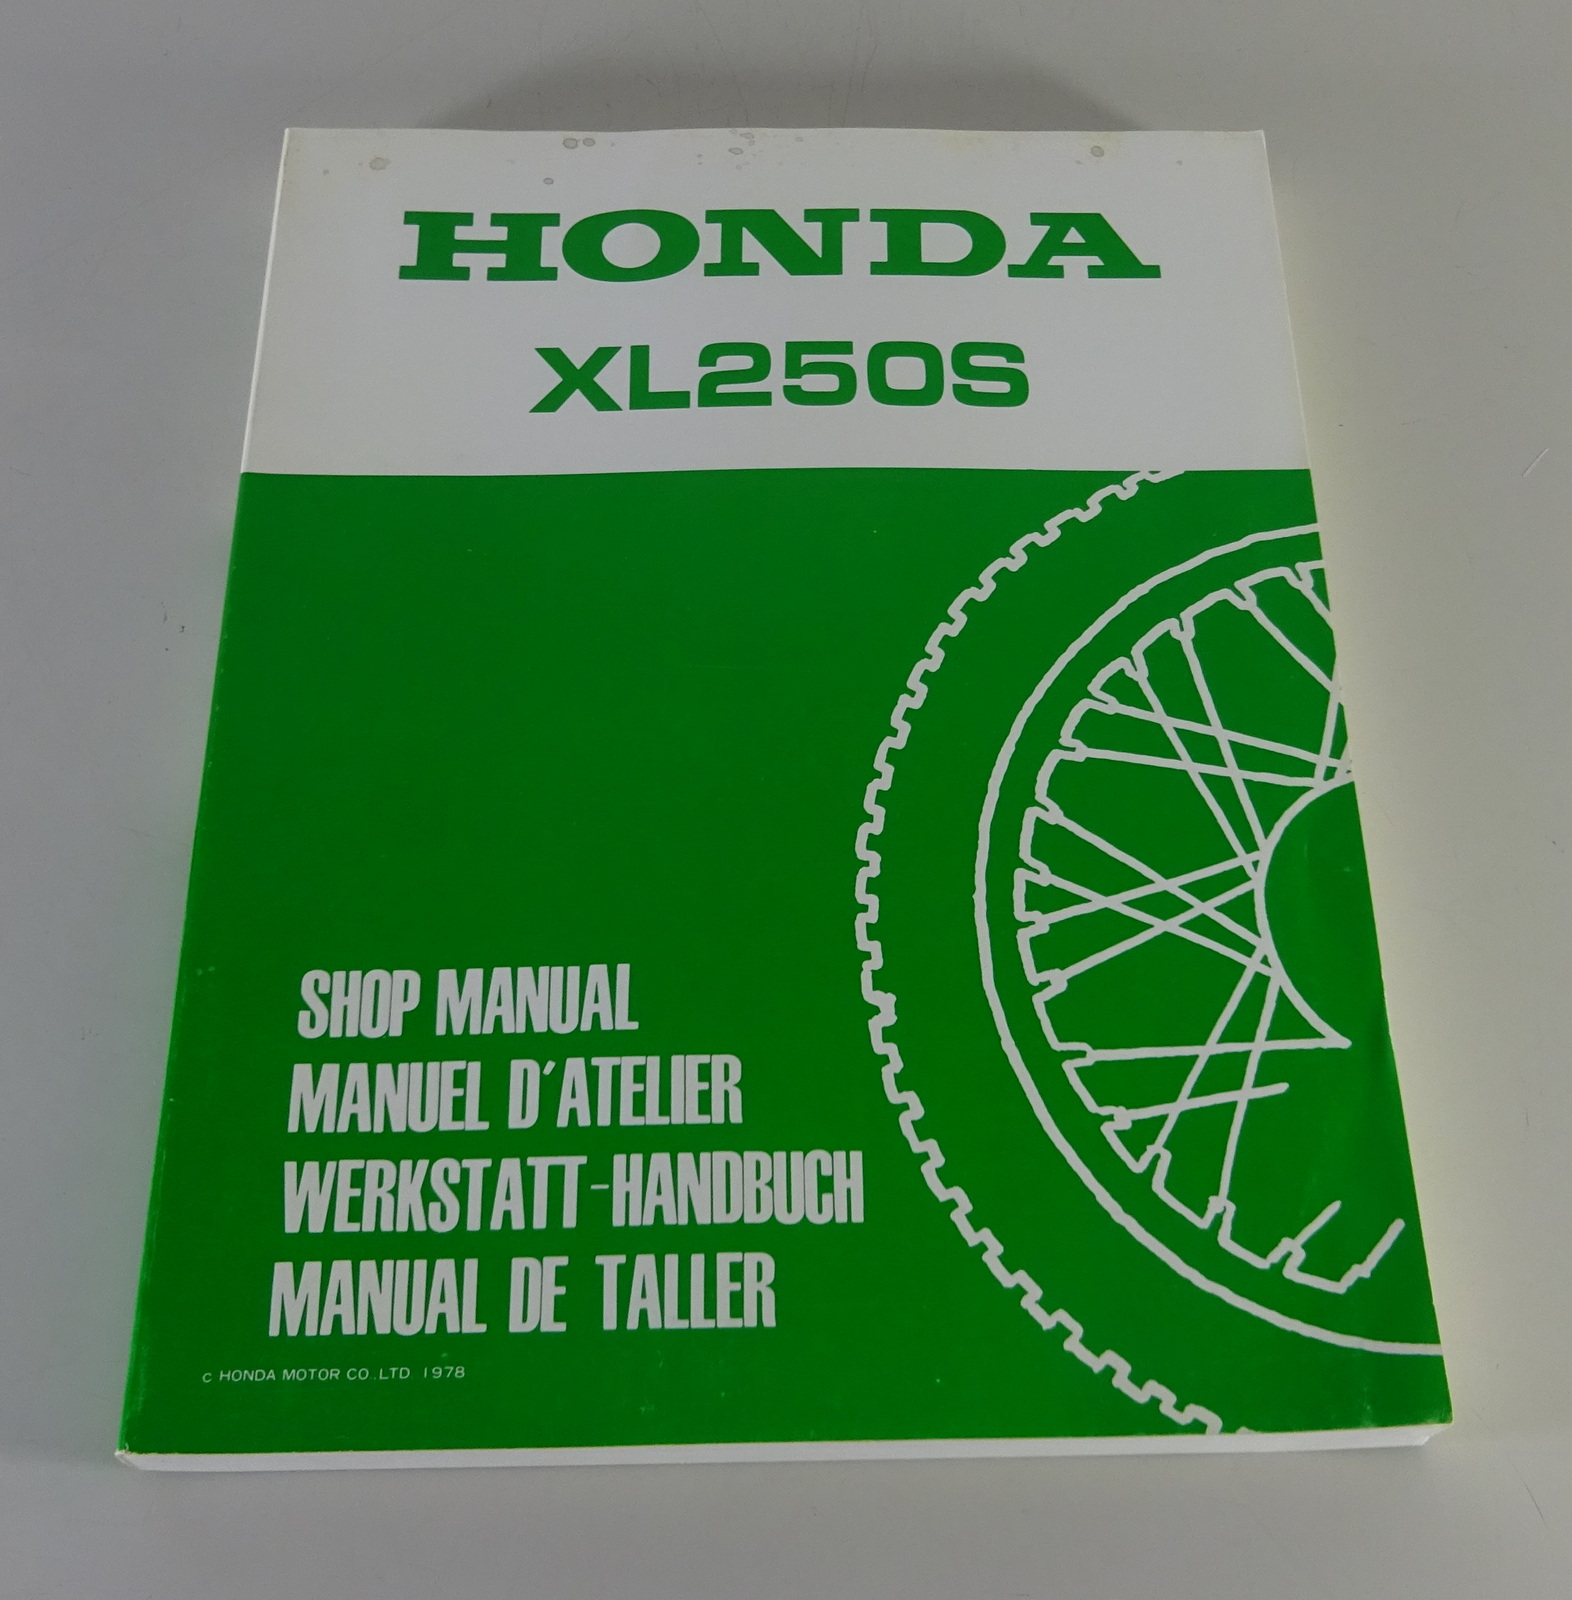 HONDA
XL250S
SHOP MANUAL
MANUEL D'ATELIER
WERKSTATT-HANDBUCH
MANUAL DE TALLER
c HONDA MOTOR CO.,LTD. 1978